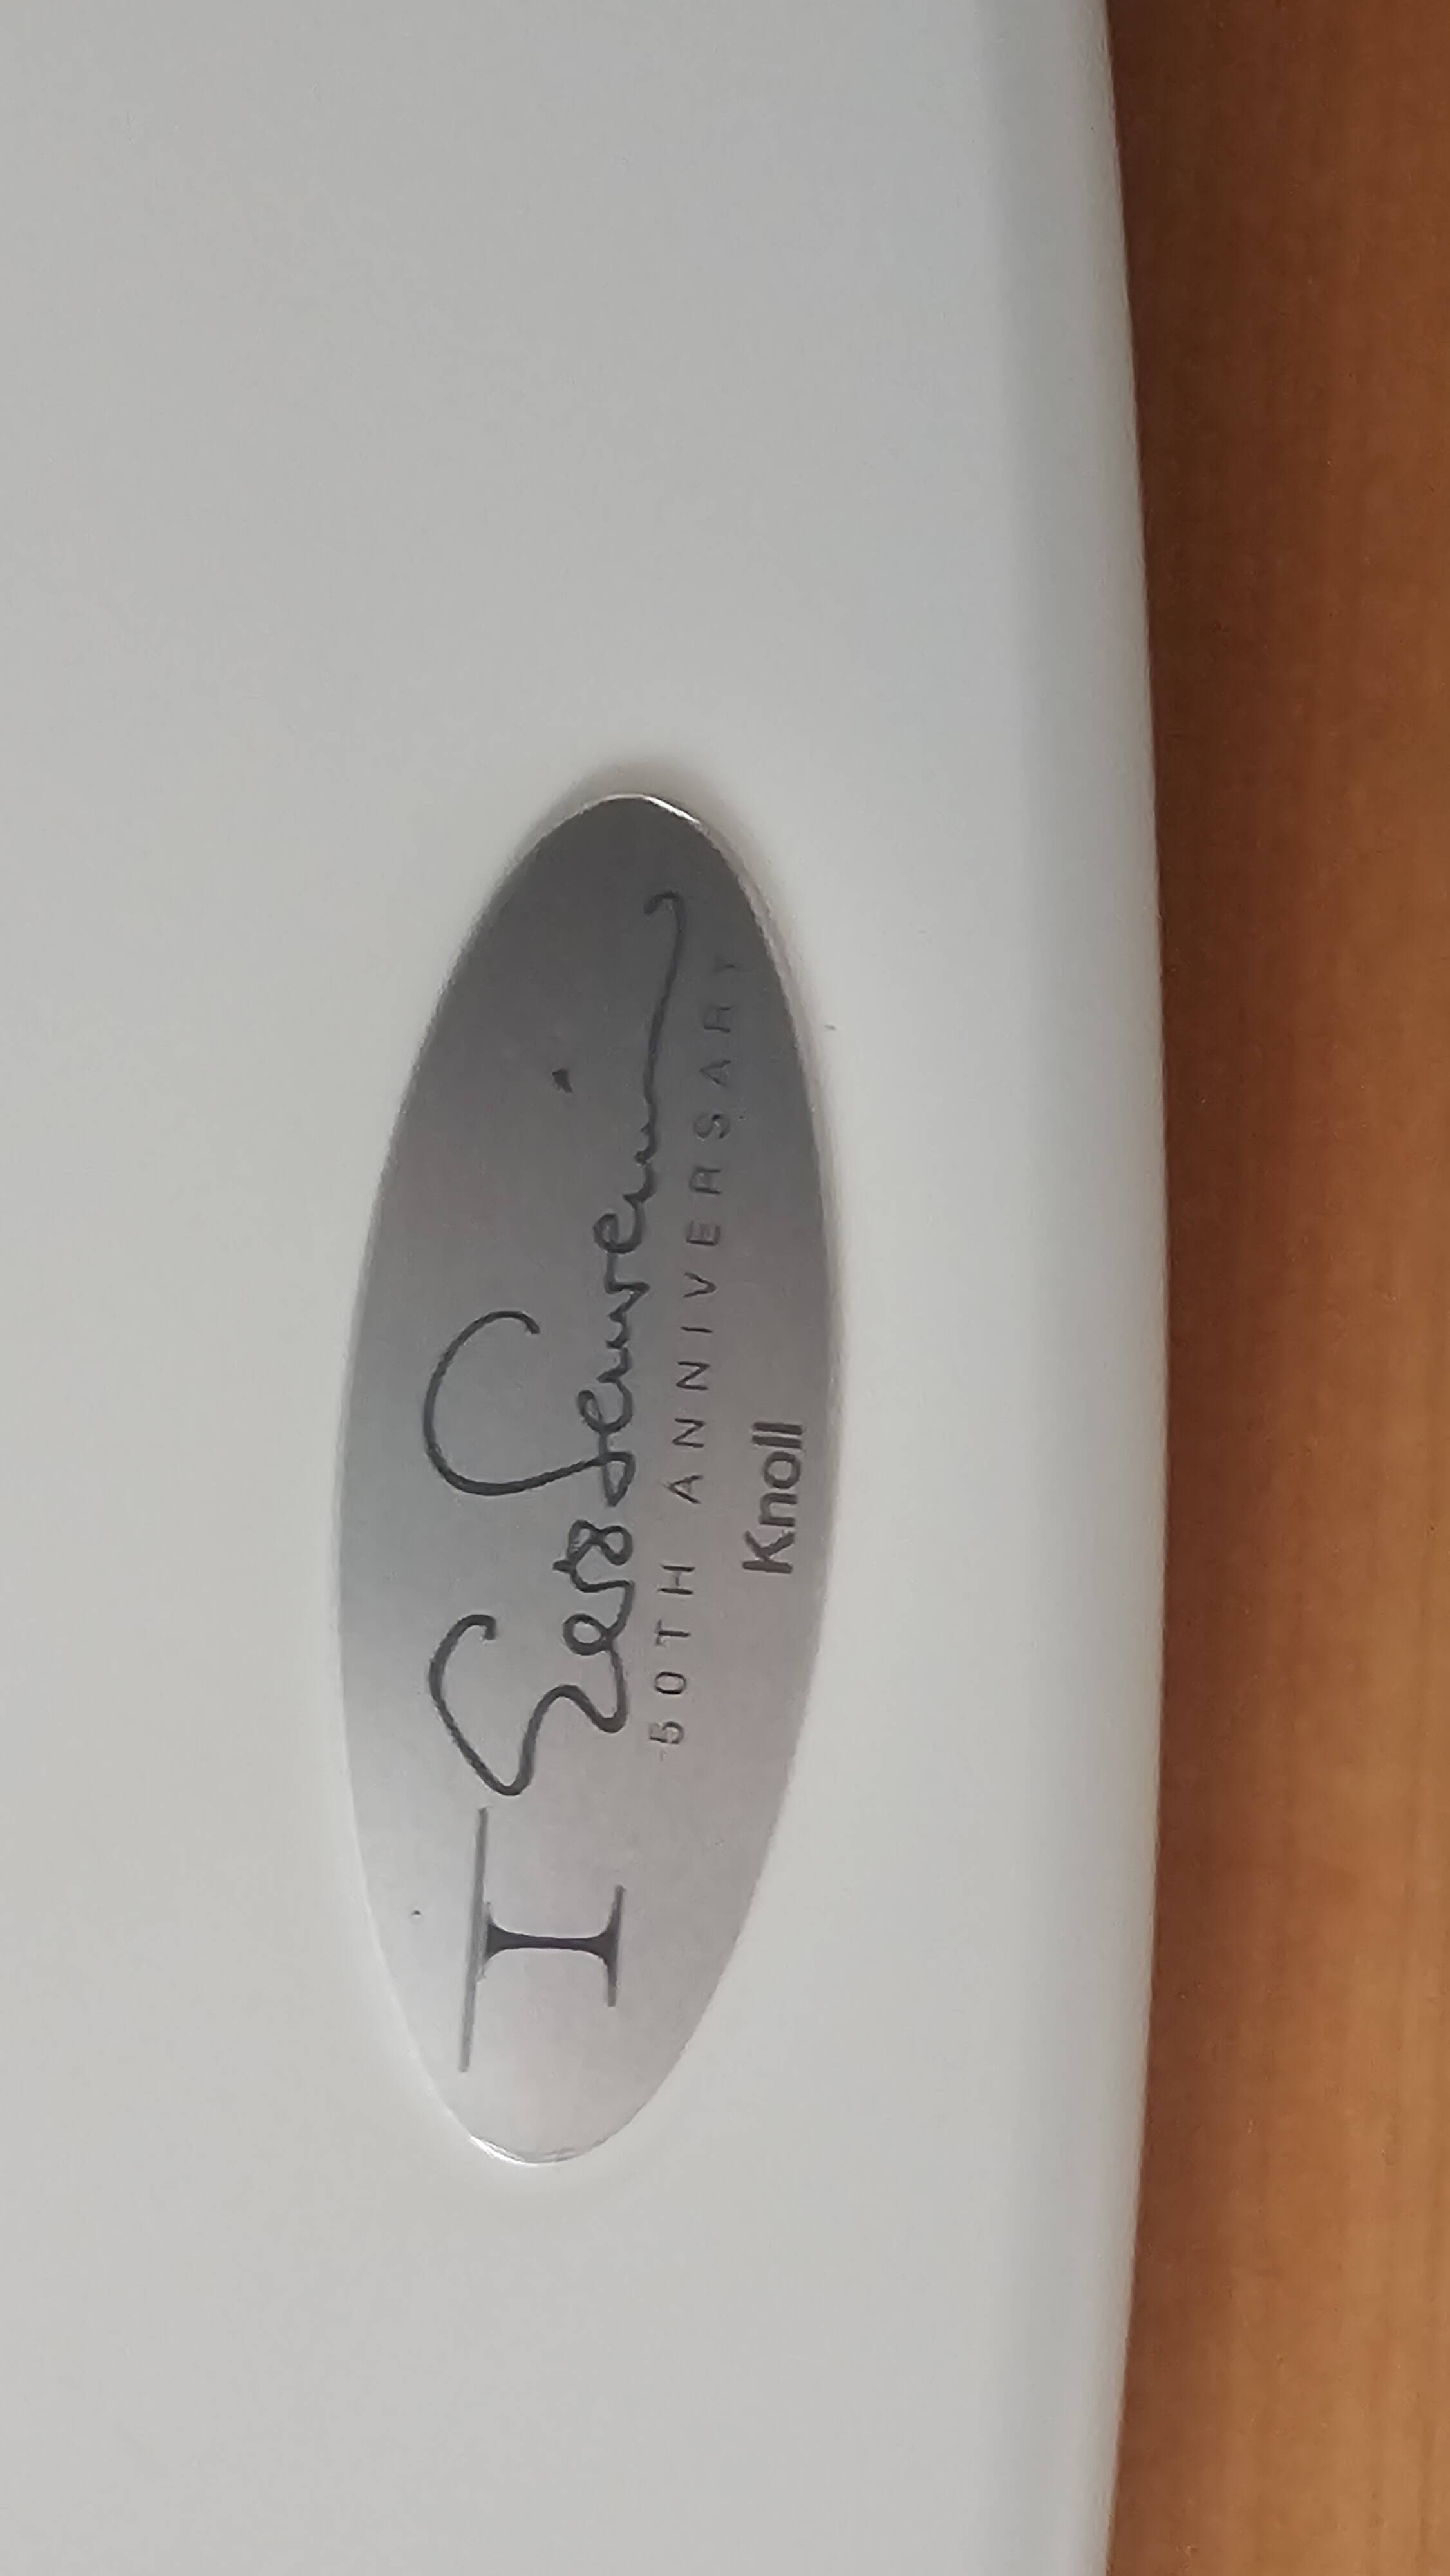 Eero Saarinen
50TH ANNIVERSARY
Knoll